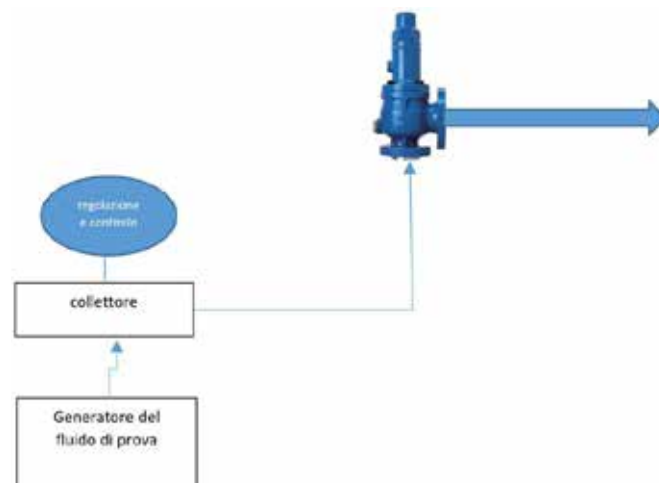 regolazione
e controllo
collettore
Generatore del
fluido di prova